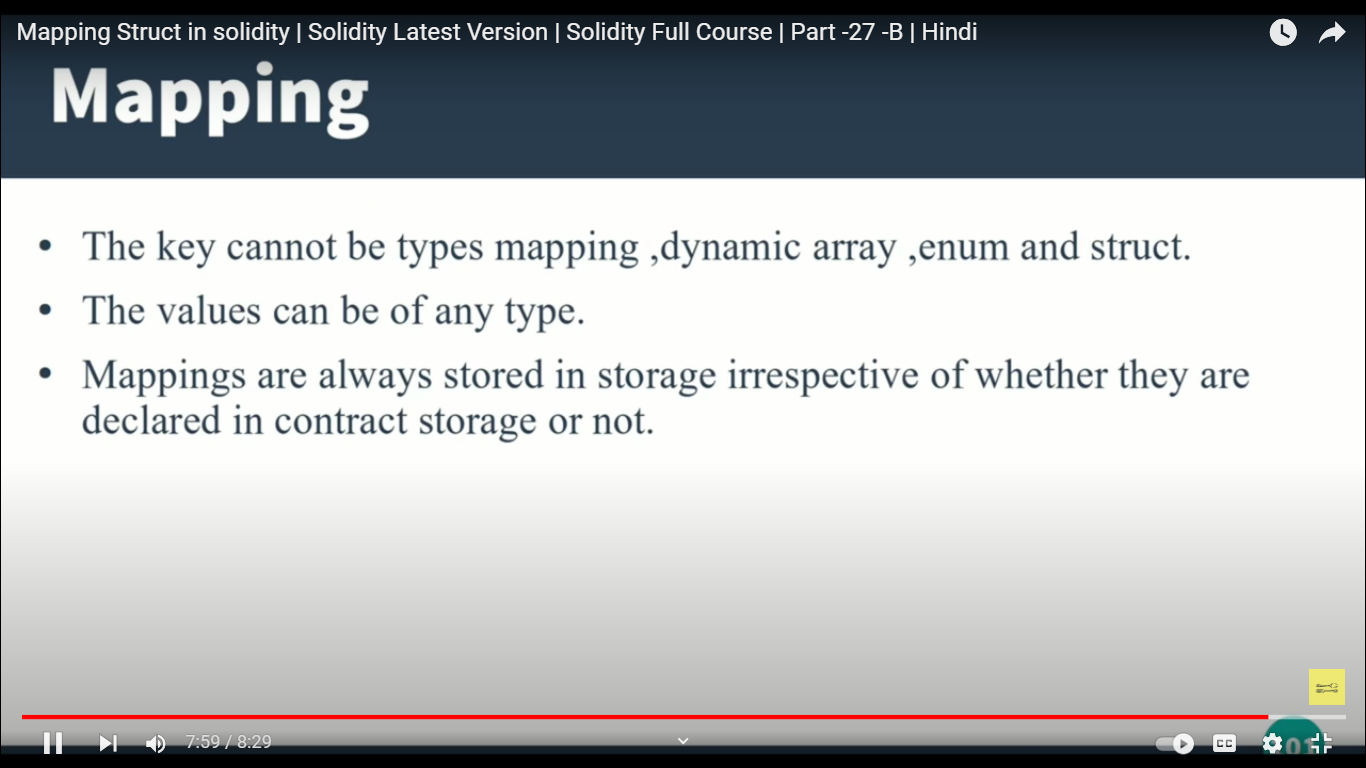 Mapping Struct in solidity | Solidity Latest Version | Solidity Full Course | Part -27 -B | Hindi
Mapping
• The key cannot be types mapping ,dynamic array ,enum and struct.
• The values can be of any type.
• Mappings are always stored in storage irrespective of whether they are
declared in contract storage or not.
7:59 / 8:29
CC